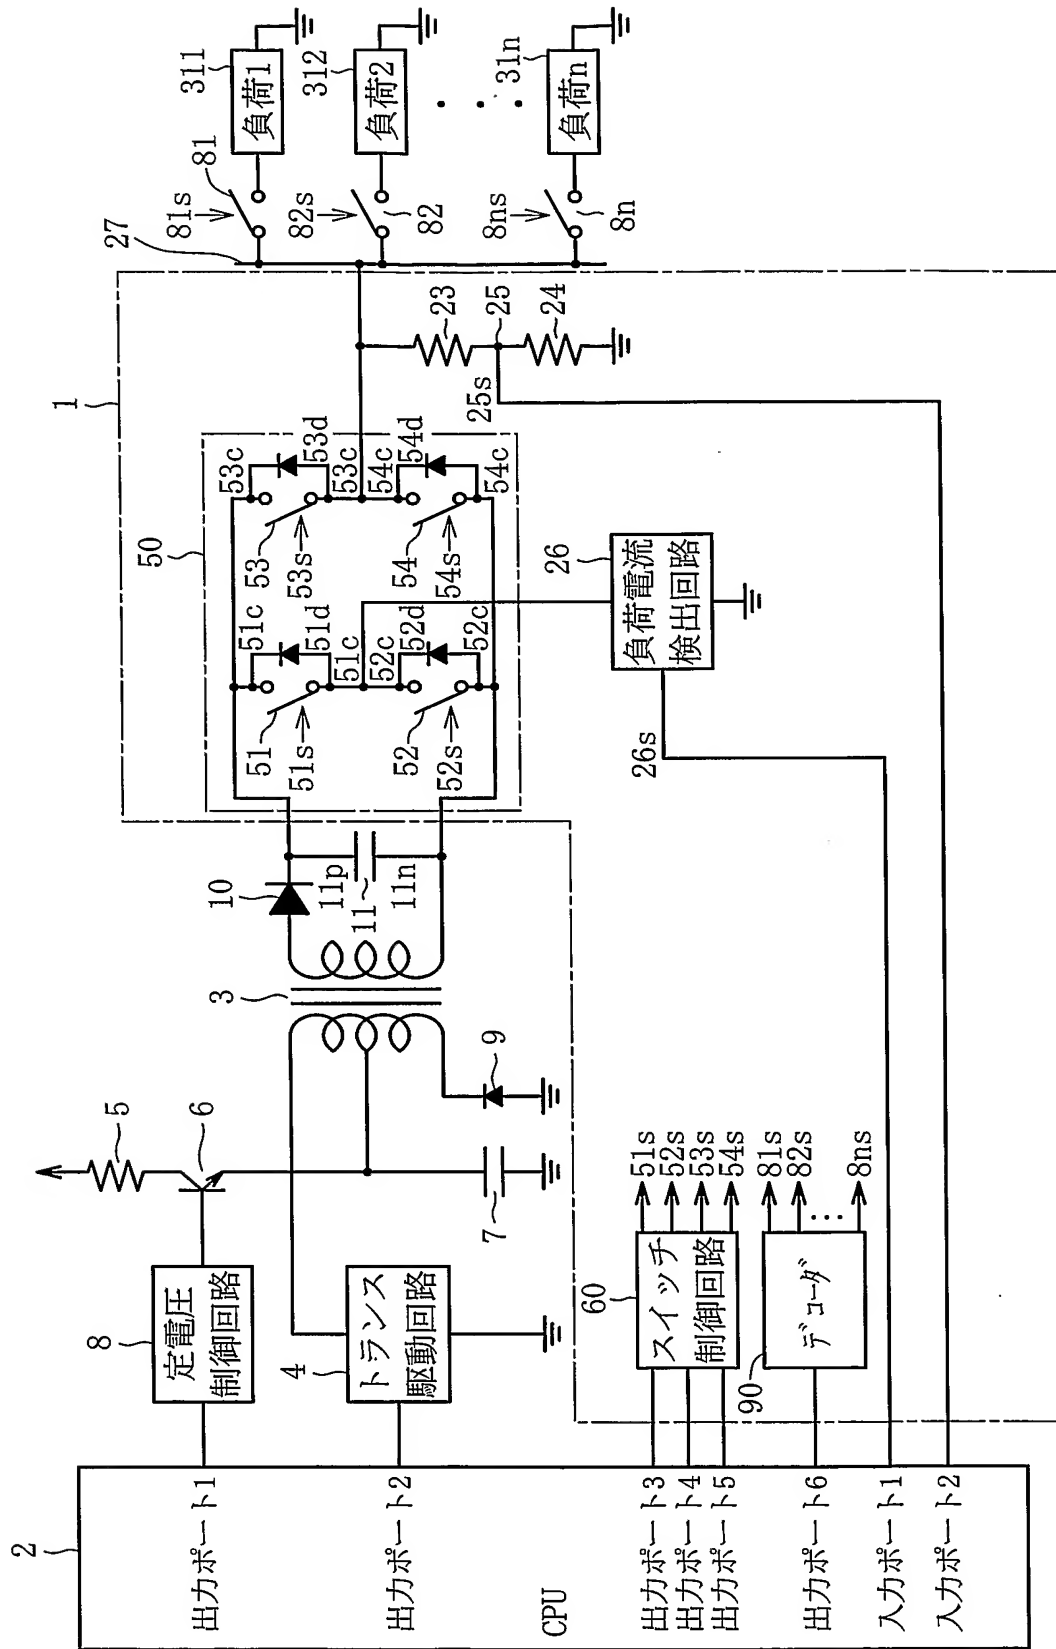 2
出力ポート1
出力ポート2
CPU
出力ポート3
出力ポート4
出力ポート5
出力ポート6
入力ポート1
入力ポート2
8
定電圧
制御回路
4
トランス
駆動回路
5
6
7
9
3
10
11p
11
11n
60
スイッチ
制御回路
51s
52s
53s
54s
90
デコーダ
81s
82s
8ns
1
50
51c
51d
51
51s
51c
52c
52d
52
52s
52c
53c
53d
53
53s
53c
54c
54d
54
54s
54c
26
負荷電流
検出回路
26s
23
25
24
25s
27
81s
81
311
負荷1
82s
82
312
負荷2
8ns
8n
31n
負荷n